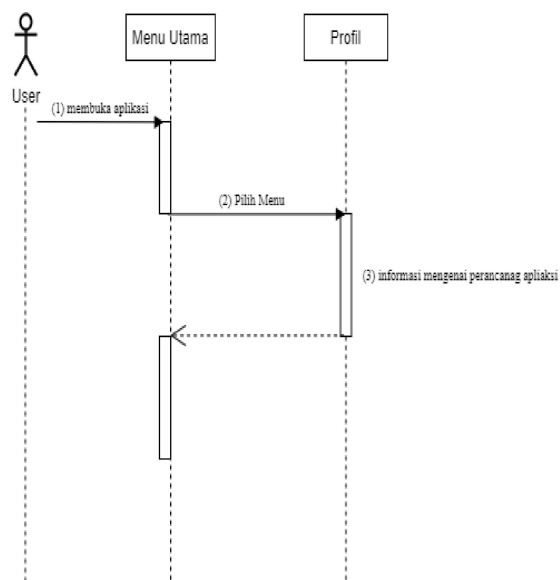 Menu Utama
Profil
User
(1) membuka aplikasi
(2) Pilih Menu
(3) informasi mengenai perancanag apliaksi